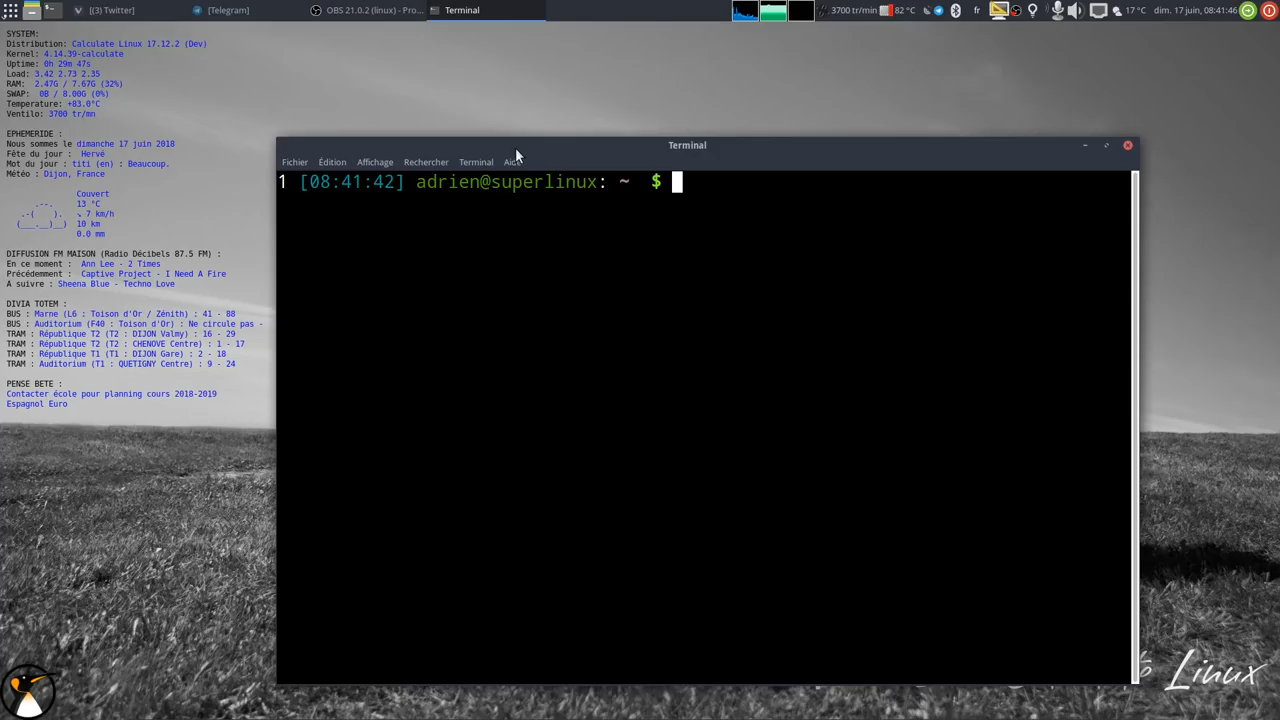 [(3) Twitter]
[Telegram]
OBS 21.0.2 (linux) - Pro...
Terminal
3700 tr/min
82 °C
fr
17 °C
dim. 17 juin, 08:41:46
SYSTEM:
Distribution: Calculate Linux 17.12.2 (Dev)
Kernel: 4.14.39-calculate
Uptime: 0h 29m 47s
Load: 3.42 2.73 2.35
RAM: 2.47G / 7.67G (32%)
SWAP: 0B / 8.00G (0%)
Temperature: +83.0°C
Ventilo: 3700 tr/mn
EPHEMERIDE :
Nous sommes le dimanche 17 juin 2018
Fête du jour : Hervé
Mot du jour : titi (en) : Beaucoup.
Météo : Dijon, France
Couvert
.--. 13 °C
.-( ). ↘ 7 km/h
(___.__)__) 10 km
0.0 mm
DIFFUSION FM MAISON (Radio Décibels 87.5 FM) :
En ce moment : Ann Lee - 2 Times
Précédemment : Captive Project - I Need A Fire
A suivre : Sheena Blue - Techno Love
DIVIA TOTEM :
BUS : Marne (L6 : Toison d'Or / Zénith) : 41 - 88
BUS : Auditorium (F40 : Toison d'Or) : Ne circule pas -
TRAM : République T2 (T2 : DIJON Valmy) : 16 - 29
TRAM : République T2 (T2 : CHENOVE Centre) : 1 - 17
TRAM : République T1 (T1 : DIJON Gare) : 2 - 18
TRAM : Auditorium (T1 : QUETIGNY Centre) : 9 - 24
PENSE BETE :
Contacter école pour planning cours 2018-2019
Espagnol Euro
Terminal
Fichier Édition Affichage Rechercher Terminal Aide
1 [08:41:42] adrien@superlinux: ~ $
Linux